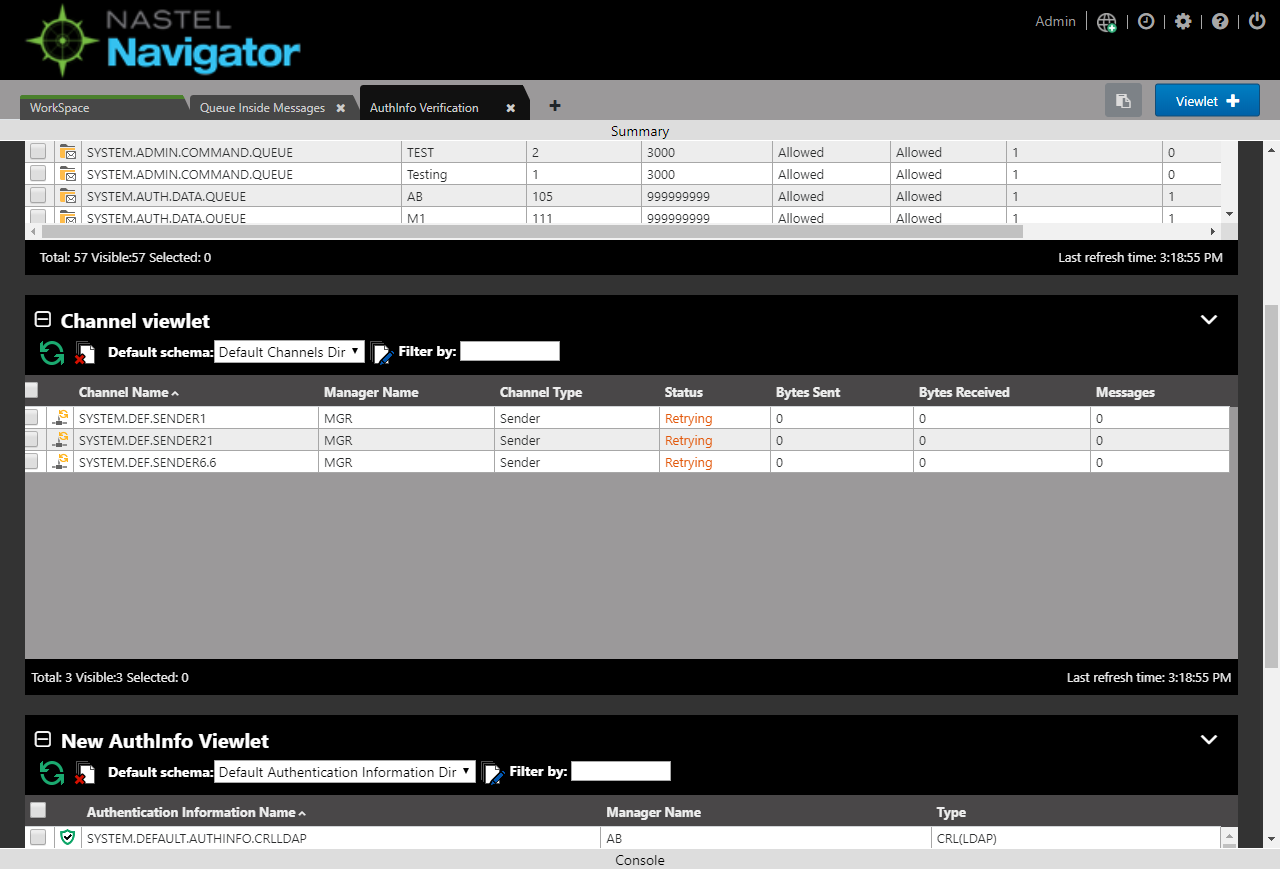 NASTEL
Navigator
Admin
WorkSpace
Queue Inside Messages
AuthInfo Verification
Viewlet
Summary
SYSTEM.ADMIN.COMMAND.QUEUE TEST 2 3000 Allowed Allowed 1 0
SYSTEM.ADMIN.COMMAND.QUEUE Testing 1 3000 Allowed Allowed 1 0
SYSTEM.AUTH.DATA.QUEUE AB 105 999999999 Allowed Allowed 1 1
SYSTEM.AUTH.DATA.QUEUE M1 111 999999999 Allowed Allowed 1 1
Total: 57 Visible:57 Selected: 0 Last refresh time: 3:18:55 PM
Channel viewlet
Default schema: Default Channels Dir Filter by:
Channel Name Manager Name Channel Type Status Bytes Sent Bytes Received Messages
SYSTEM.DEF.SENDER1 MGR Sender Retrying 0 0 0
SYSTEM.DEF.SENDER21 MGR Sender Retrying 0 0 0
SYSTEM.DEF.SENDER6.6 MGR Sender Retrying 0 0 0
Total: 3 Visible:3 Selected: 0 Last refresh time: 3:18:55 PM
New AuthInfo Viewlet
Default schema: Default Authentication Information Dir Filter by:
Authentication Information Name Manager Name Type
SYSTEM.DEFAULT.AUTHINFO.CRLLDAP AB CRL(LDAP)
Console